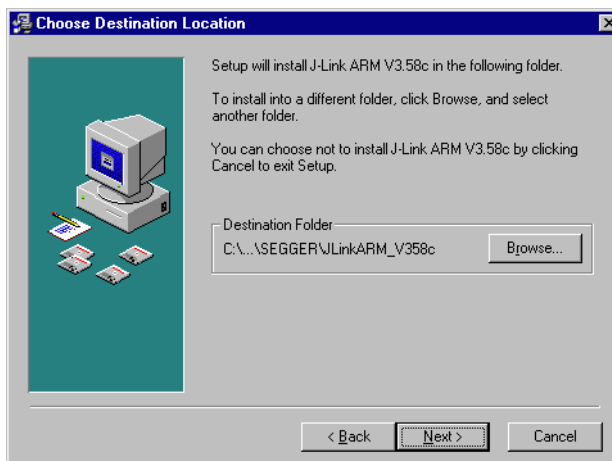 Choose Destination Location
Setup will install J-Link ARM V3.58c in the following folder.
To install into a different folder, click Browse, and select
another folder.
You can choose not to install J-Link ARM V3.58c by clicking
Cancel to exit Setup.
Destination Folder
C:\...\SEGGER\JLinkARM_V358c
Browse...
< Back
Next >
Cancel